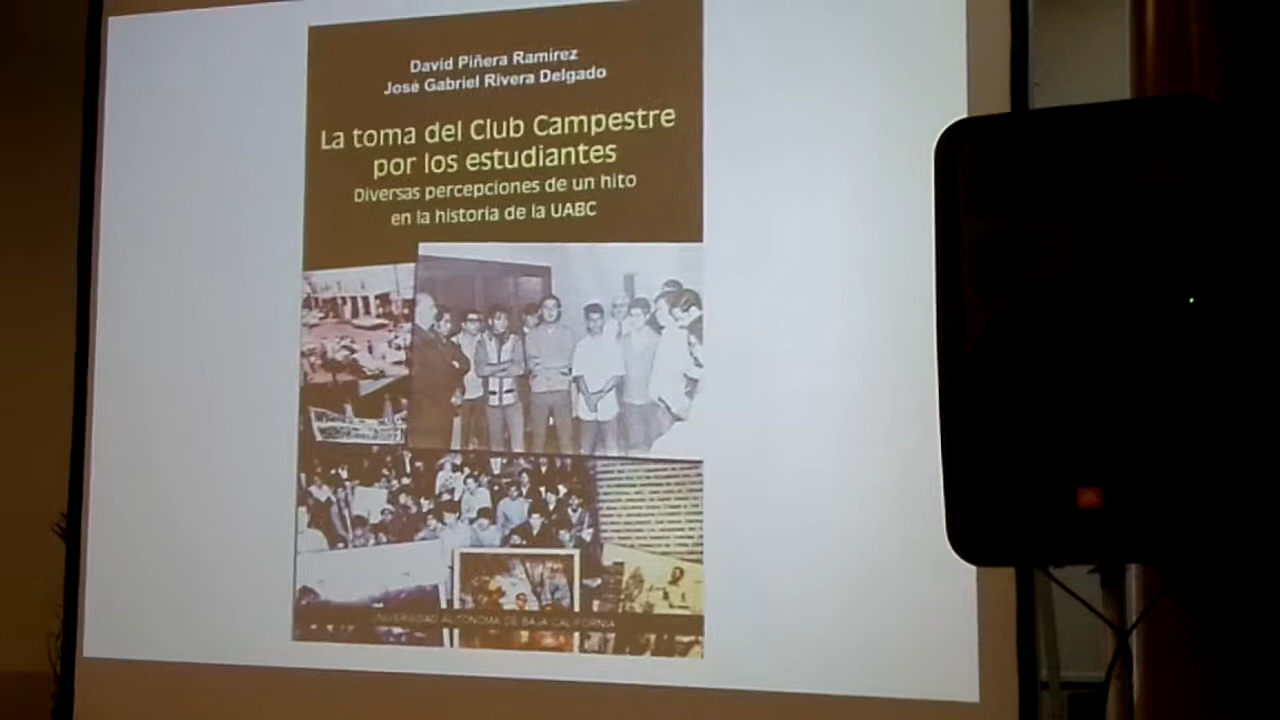 David Piñera Ramírez
José Gabriel Rivera Delgado
La toma del Club Campestre
por los estudiantes
Diversas percepciones de un hito
en la historia de la UABC
UNIVERSIDAD AUTÓNOMA DE BAJA CALIFORNIA